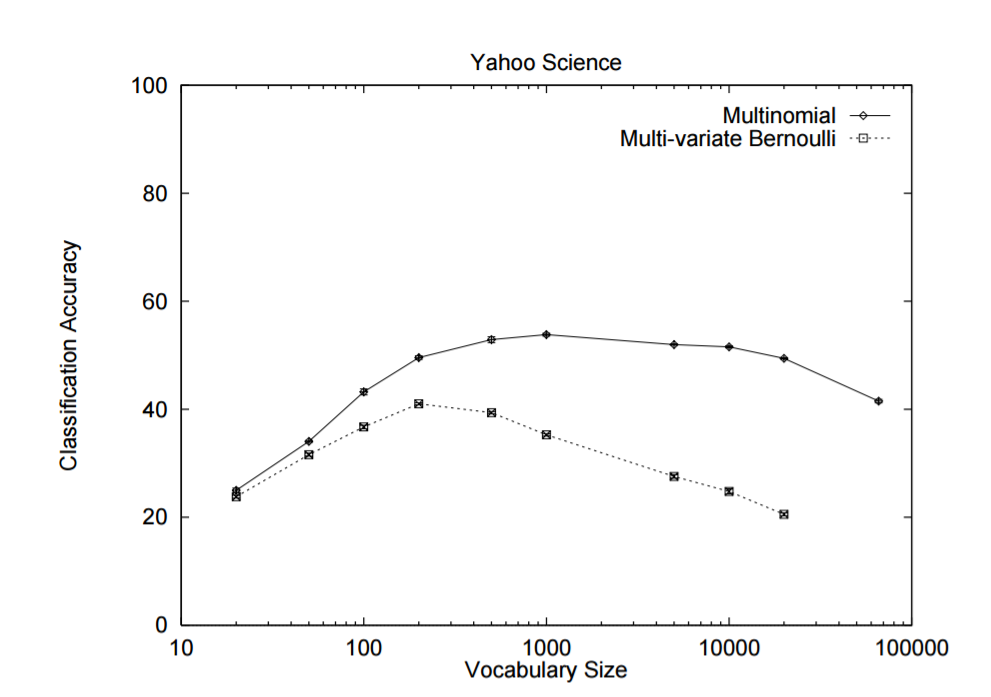 Yahoo Science
100
80
60
40
20
0
Classification Accuracy
Multinomial
Multi-variate Bernoulli
10
100
1000
10000
100000
Vocabulary Size